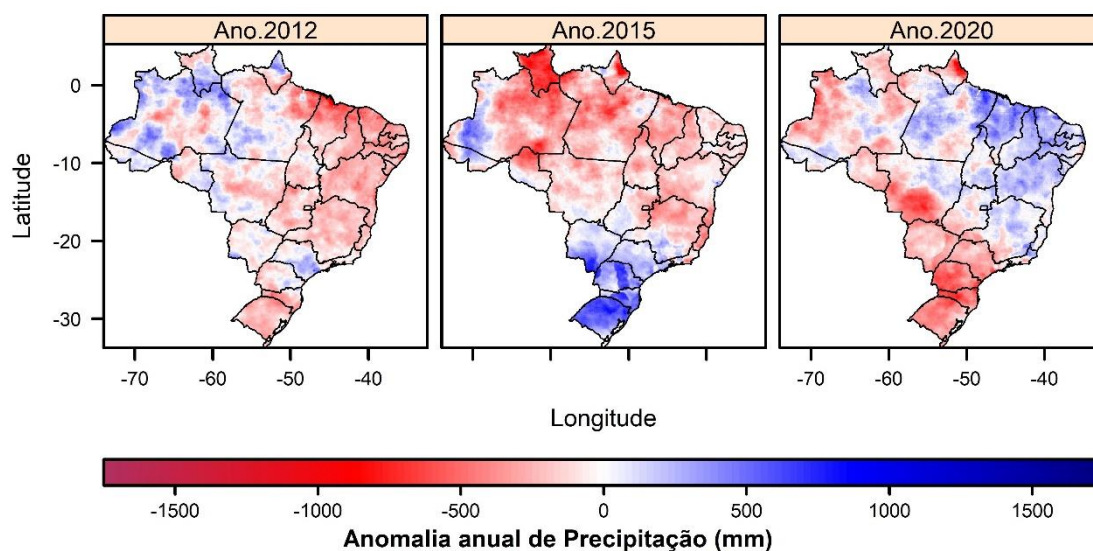 Ano.2012 Ano.2015 Ano.2020
Latitude
0
-10
-20
-30
-70 -60 -50 -40 -70 -60 -50 -40
Longitude
-1500 -1000 -500 0 500 1000 1500
Anomalia anual de Precipitação (mm)